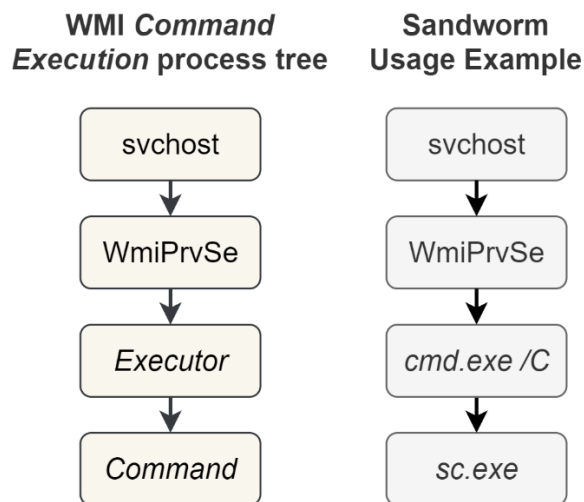 WMI Command
Execution process tree
svchost
WmiPrvSe
Executor
Command
Sandworm
Usage Example
svchost
WmiPrvSe
cmd.exe /C
sc.exe